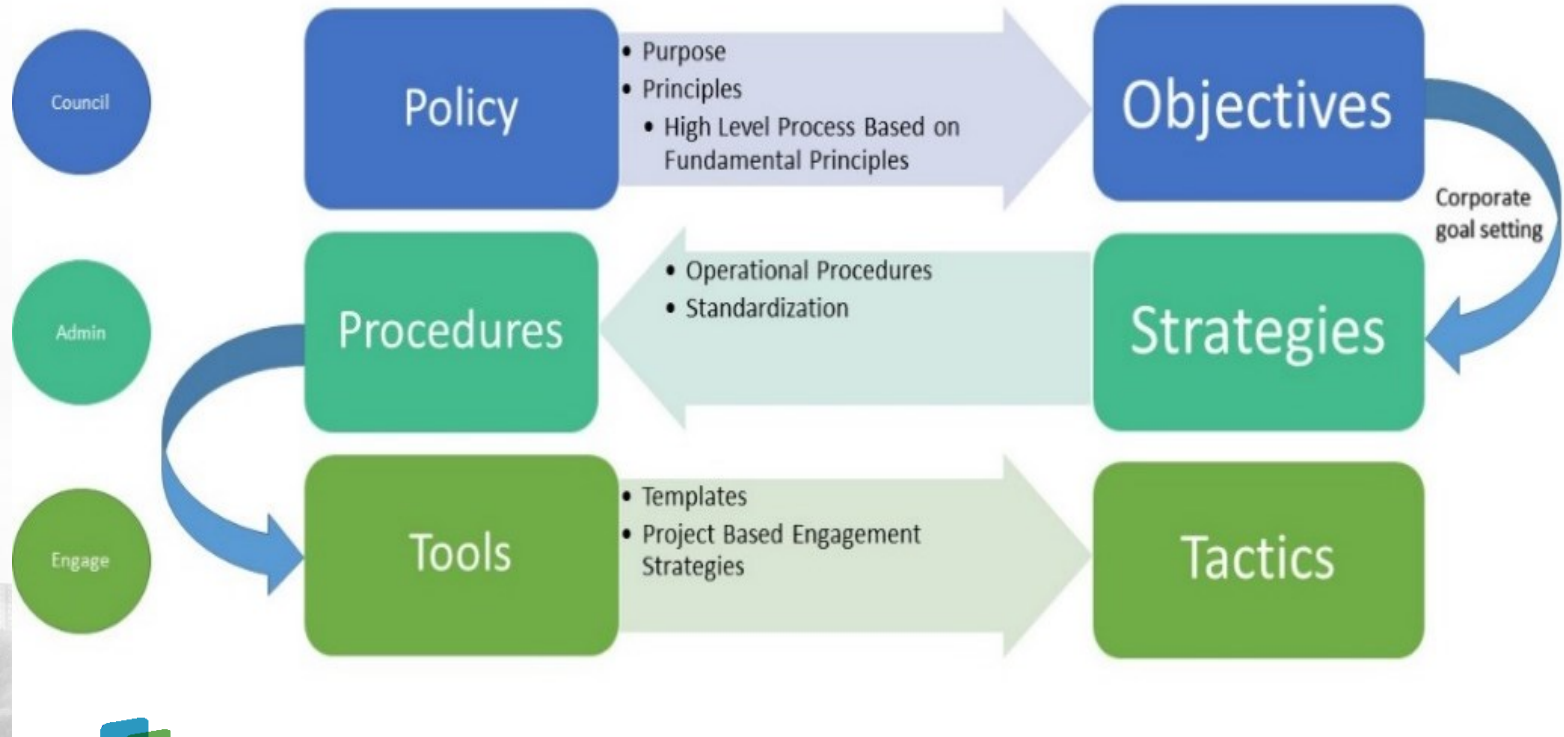 Council
Policy
• Purpose
• Principles
• High Level Process Based on
Fundamental Principles
Objectives
Corporate
goal setting
Admin
Procedures
• Operational Procedures
• Standardization
Strategies
Engage
Tools
• Templates
• Project Based Engagement
Strategies
Tactics